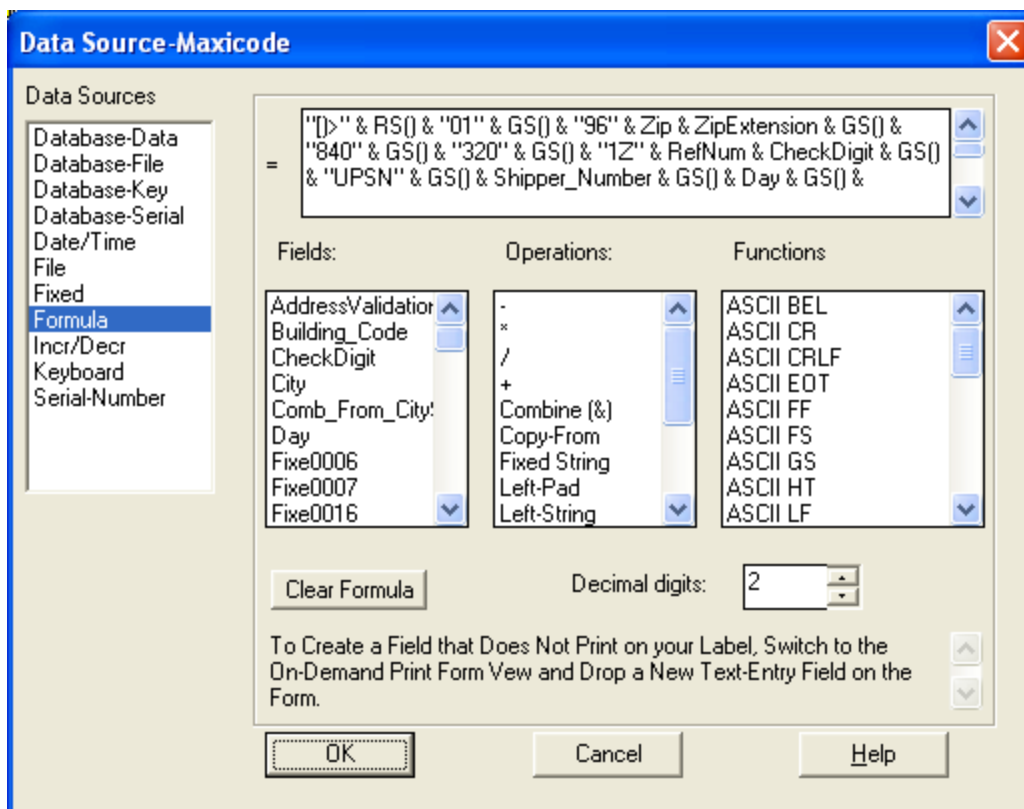 Data Source-Maxicode
Data Sources
Database-Data
Database-File
Database-Key
Database-Serial
Date/Time
File
Fixed
Formula
Incr/Decr
Keyboard
Serial-Number
=
"[)>" & RS() & "01" & GS() & "96" & Zip & ZipExtension & GS() &
"840" & GS() & "320" & GS() & "1Z" & RefNum & CheckDigit & GS()
& "UPSN" & GS() & Shipper_Number & GS() & Day & GS() &
Fields:
AddressValidation
Building_Code
CheckDigit
City
Comb_From_City
Day
Fixe0006
Fixe0007
Fixe0016
Operations:
-
*
/
+
Combine (&)
Copy-From
Fixed String
Left-Pad
Left-String
Functions
ASCII BEL
ASCII CR
ASCII CRLF
ASCII EOT
ASCII FF
ASCII FS
ASCII GS
ASCII HT
ASCII LF
Clear Formula
Decimal digits:
2
To Create a Field that Does Not Print on your Label, Switch to the
On-Demand Print Form Vew and Drop a New Text-Entry Field on the
Form.
OK
Cancel
Help